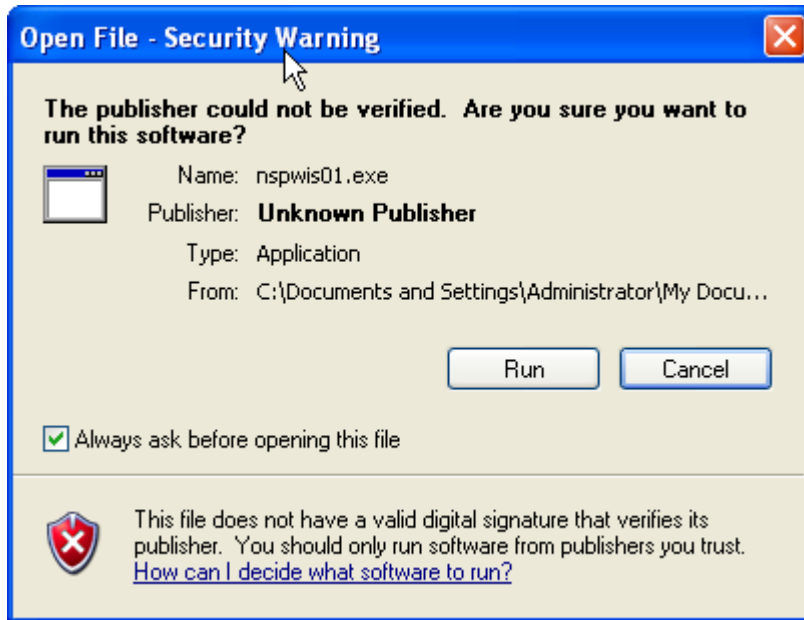 Open File - Security Warning
The publisher could not be verified. Are you sure you want to
run this software?
Name: nspwis01.exe
Publisher: Unknown Publisher
Type: Application
From: C:\Documents and Settings\Administrator\My Docu...
Run Cancel
Always ask before opening this file
This file does not have a valid digital signature that verifies its
publisher. You should only run software from publishers you trust.
How can I decide what software to run?